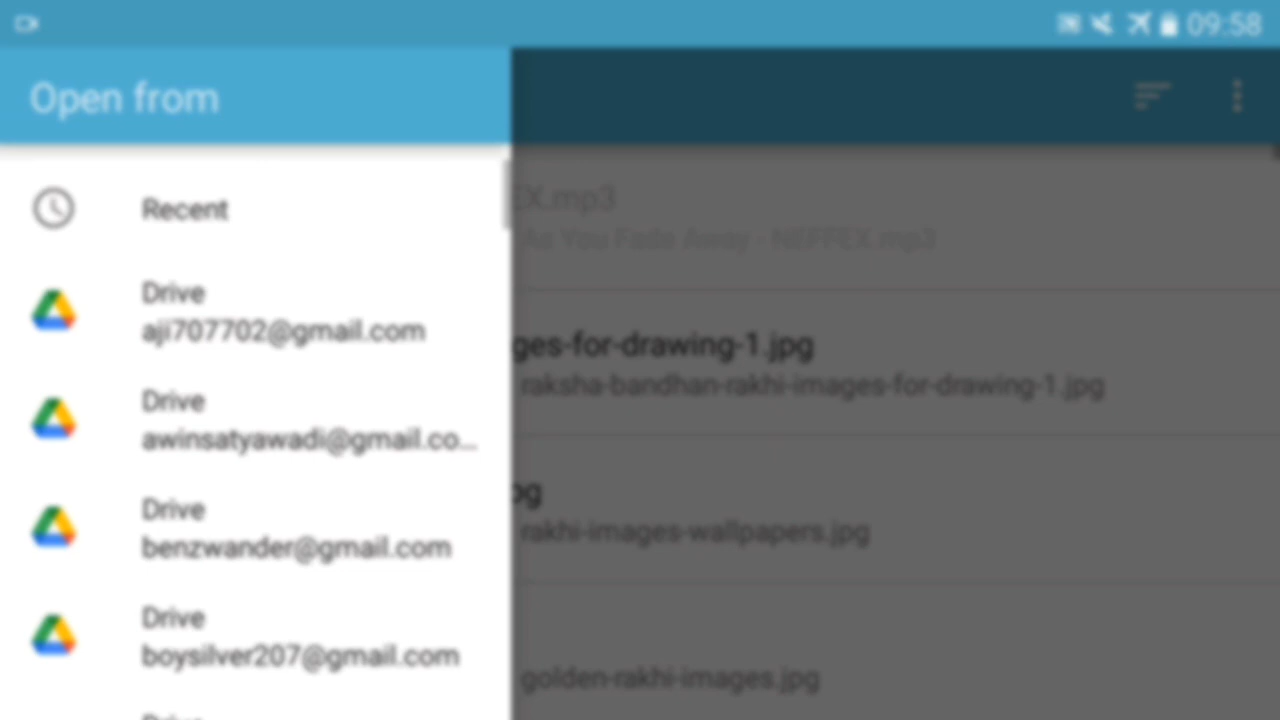 09:58
Open from
Recent
Drive
aji707702@gmail.com
Drive
awinsatyawadi@gmail.co...
Drive
benzwander@gmail.com
Drive
boysilver207@gmail.com
EX.mp3
As You Fade Away - NEFFEX.mp3
ges-for-drawing-1.jpg
raksha-bandhan-rakhi-images-for-drawing-1.jpg
pg
rakhi-images-wallpapers.jpg
golden-rakhi-images.jpg